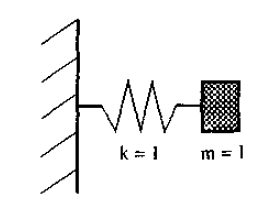 k = 1 m = 1